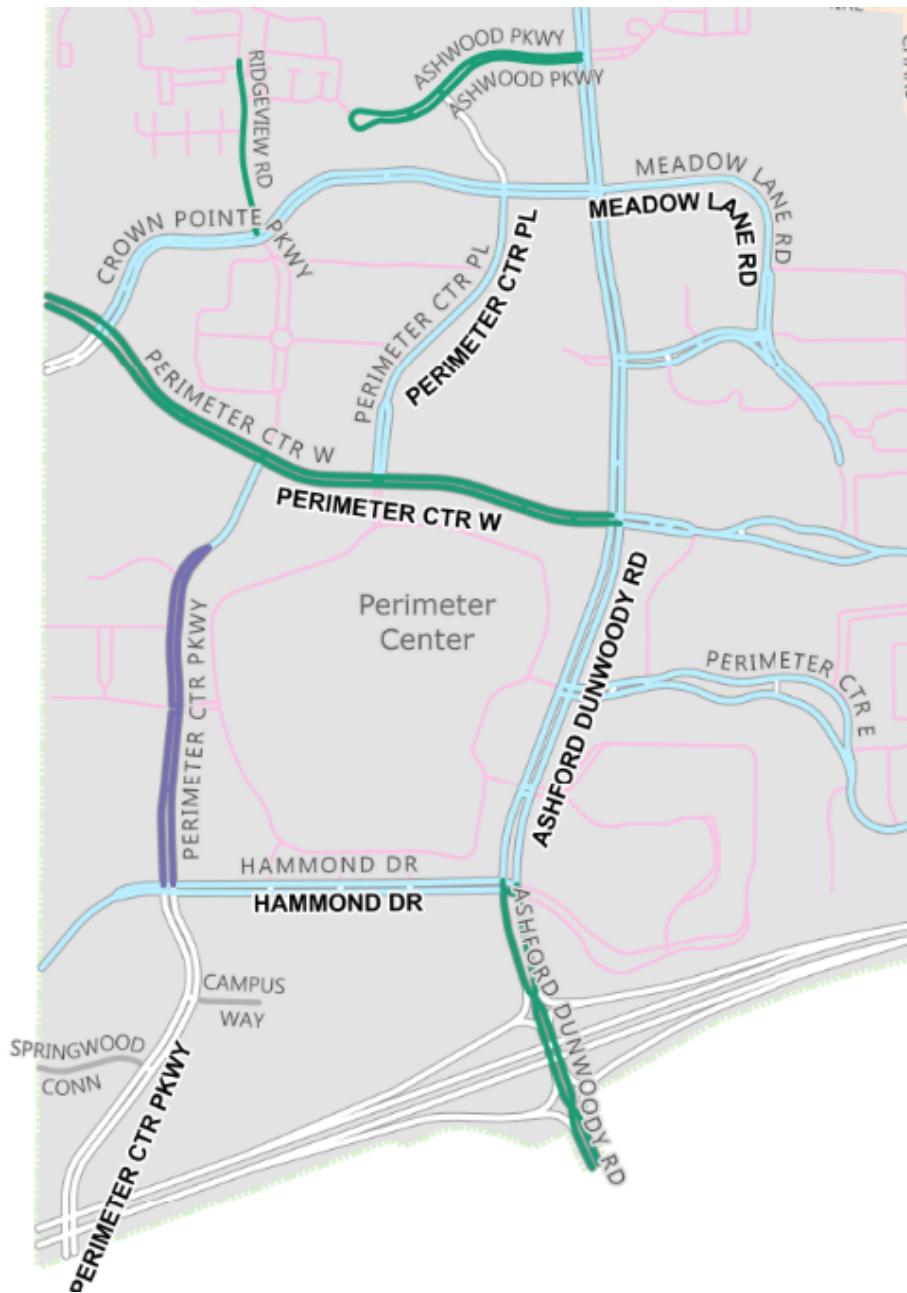 ASHWOOD PKWY
ASHWOOD PKWY
RIDGEVIEW RD
MEADOW LANE RD
MEADOW LANE RD
CROWN POINTE PKWY
PERIMETER CTR PL
PERIMETER CTR PL
PERIMETER CTR W
PERIMETER CTR W
Perimeter
Center
ASHFORD DUNWOODY RD
PERIMETER CTR E
PERIMETER CTR PKWY
HAMMOND DR
HAMMOND DR
ASHFORD DUNWOODY RD
CAMPUS
WAY
SPRINGWOOD
CONN
PERIMETER CTR PKWY